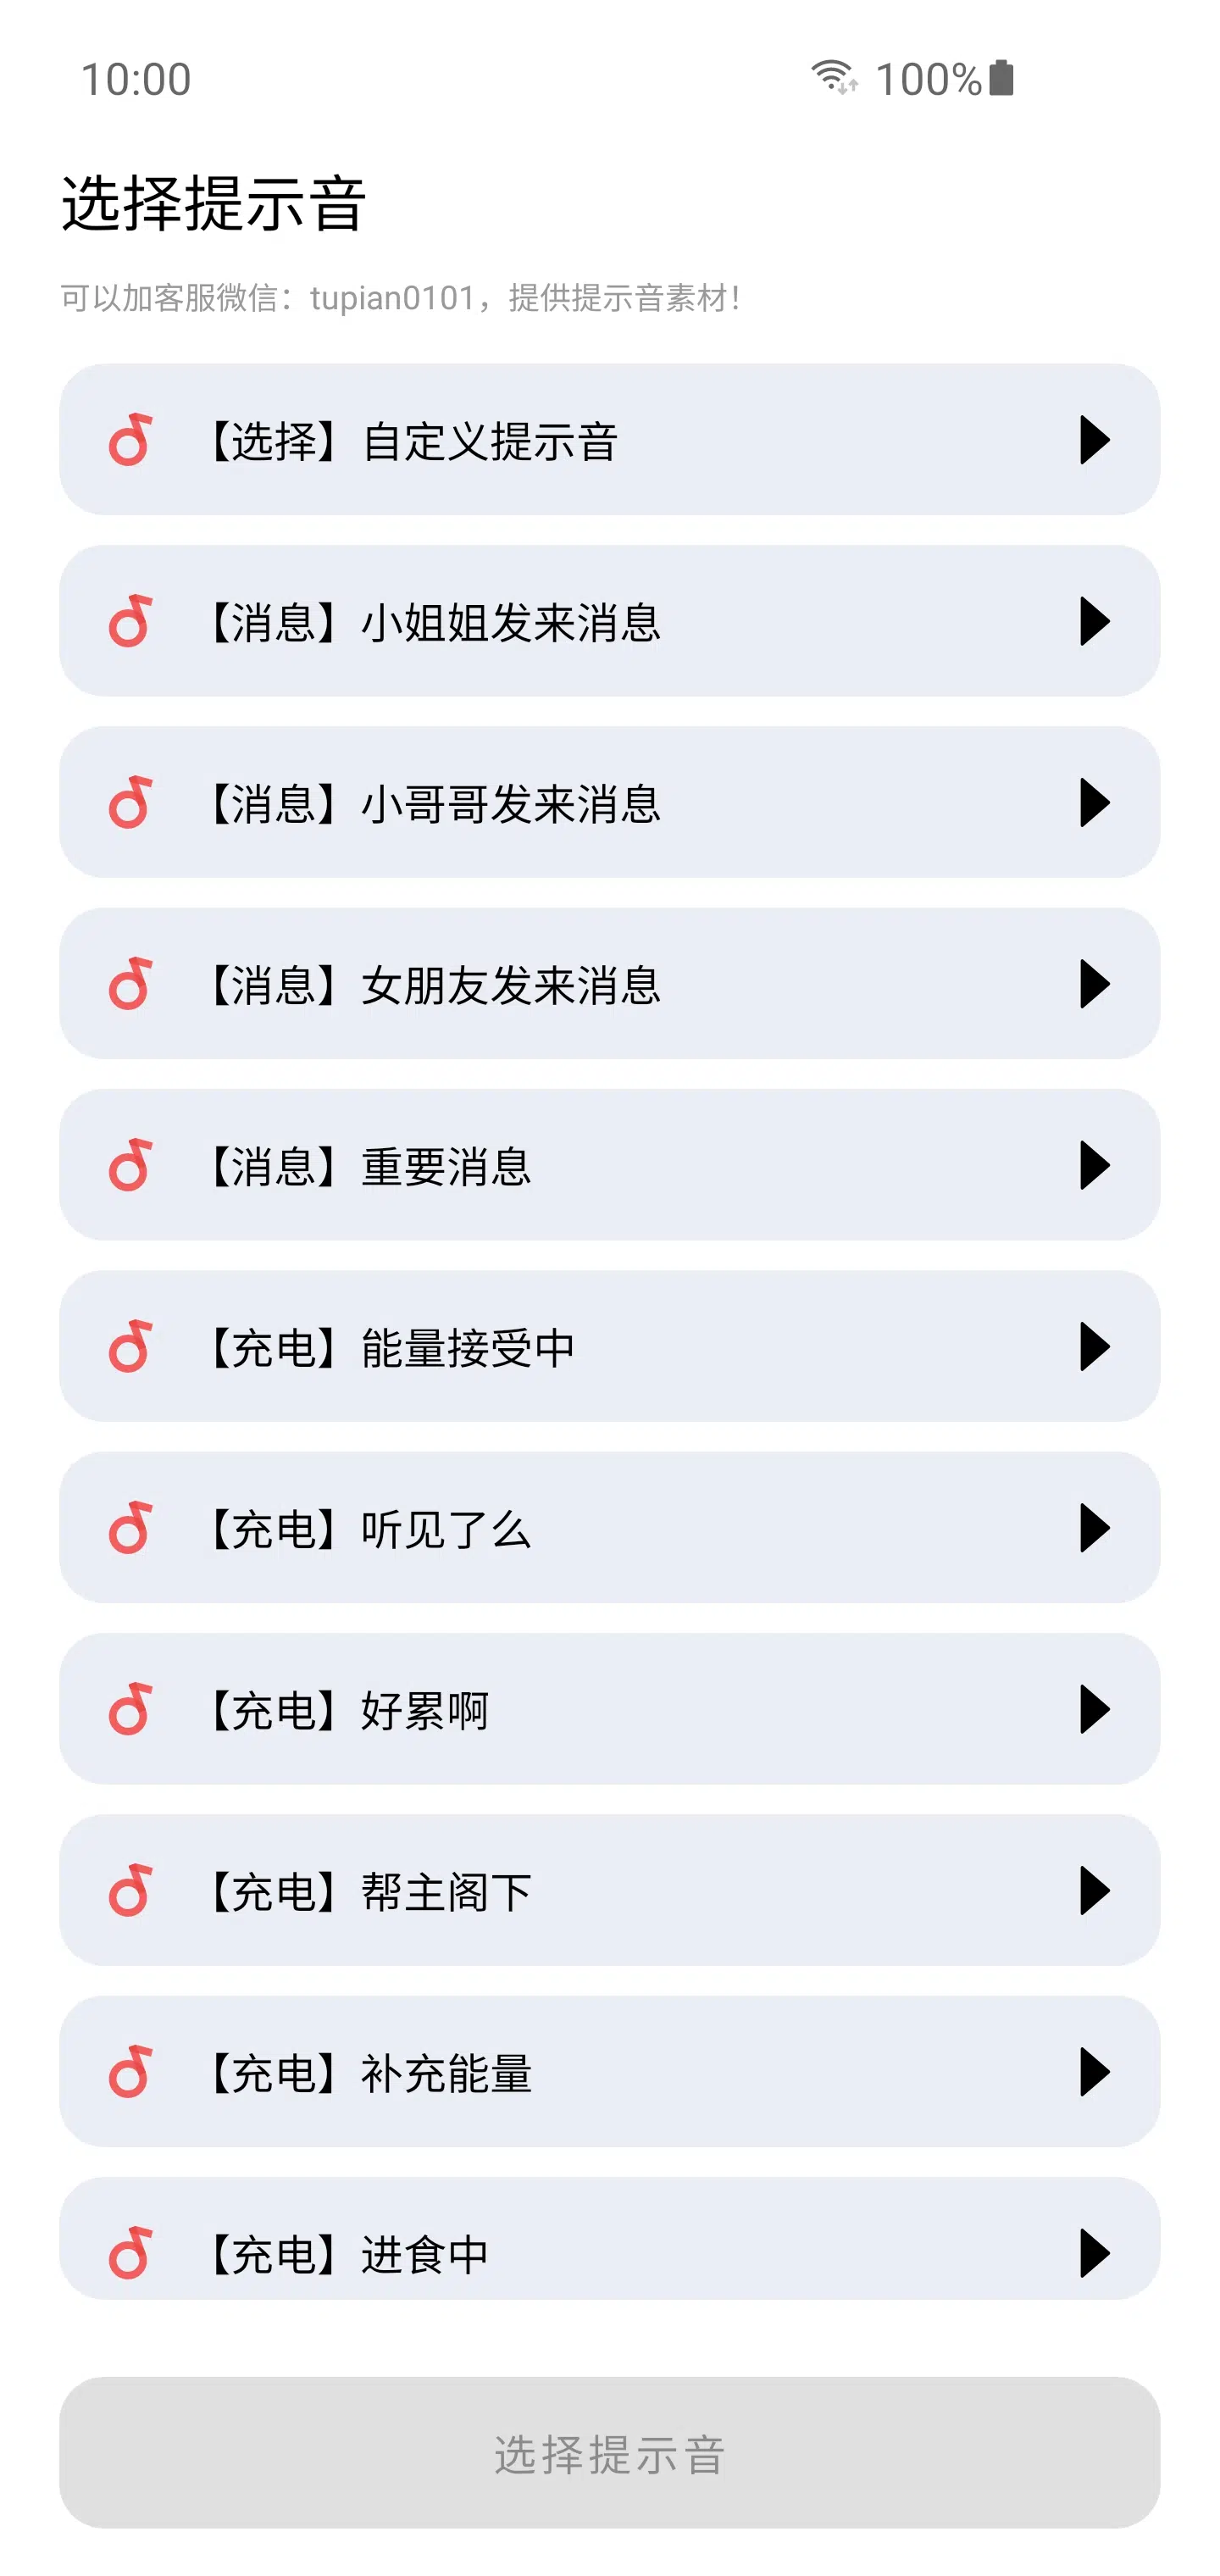 10:00
100%
选择提示音
可以加客服微信：tupian0101，提供提示音素材！
【选择】自定义提示音
【消息】小姐姐发来消息
【消息】小哥哥发来消息
【消息】女朋友发来消息
【消息】重要消息
【充电】能量接受中
【充电】听见了么
【充电】好累啊
【充电】帮主阁下
【充电】补充能量
【充电】进食中
选择提示音